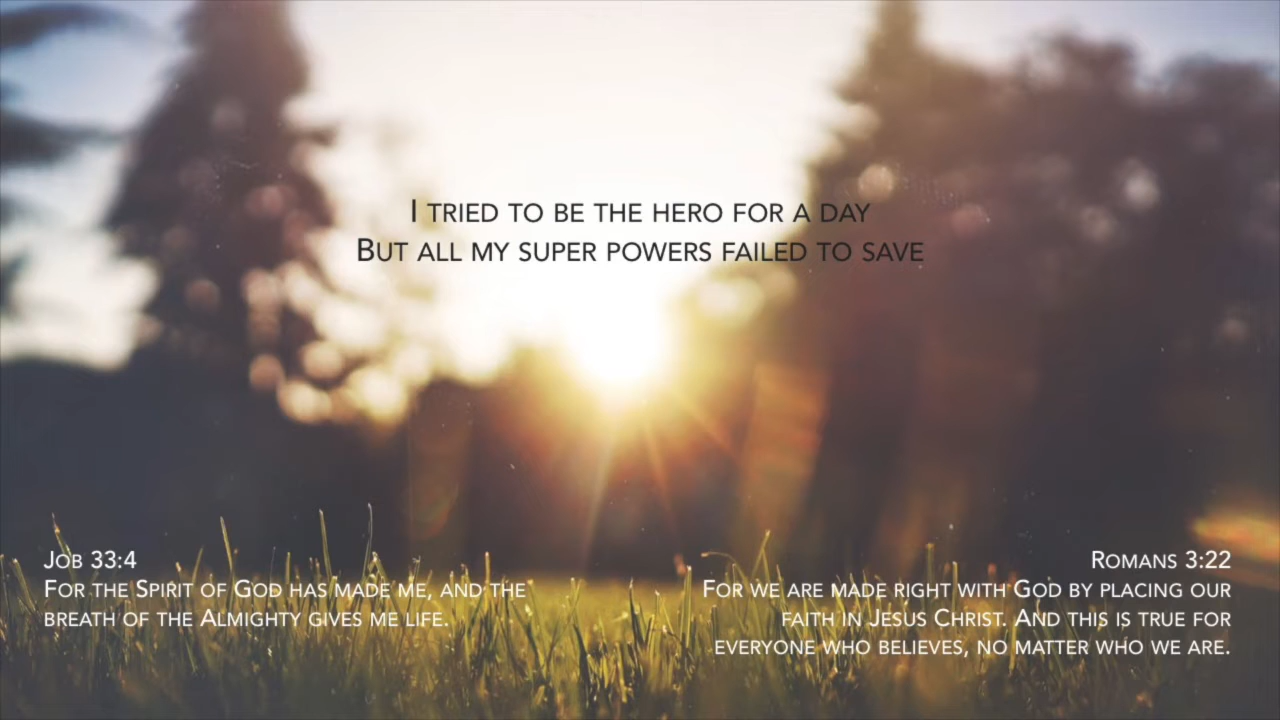 I tried to be the hero for a day
But all my super powers failed to save
Job 33:4
For the Spirit of God has made me, and the
breath of the Almighty gives me life.
Romans 3:22
For we are made right with God by placing our
faith in Jesus Christ. And this is true for
everyone who believes, no matter who we are.